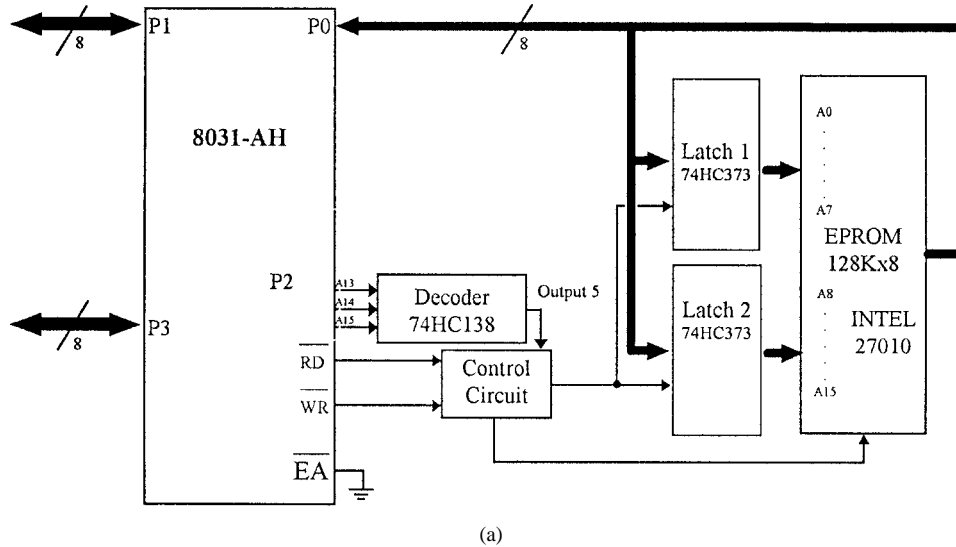 P1
8
P0
8
8031-AH
Latch 1
74HC373
A0
A7
EPROM
128Kx8
INTEL
27010
A8
A15
P2
A13
A14
A15
Decoder
74HC138
Output 5
Latch 2
74HC373
P3
8
RD
WR
Control
Circuit
EA
(a)